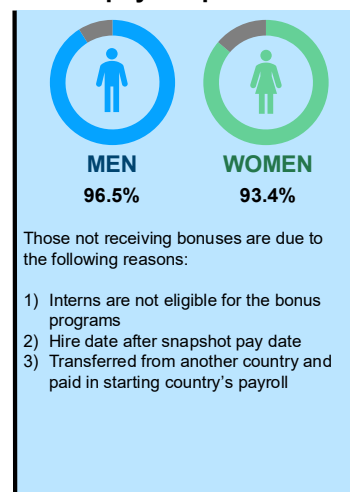 MEN
WOMEN
96.5%
93.4%
Those not receiving bonuses are due to
the following reasons:
1) Interns are not eligible for the bonus
programs
2) Hire date after snapshot pay date
3) Transferred from another country and
paid in starting country's payroll